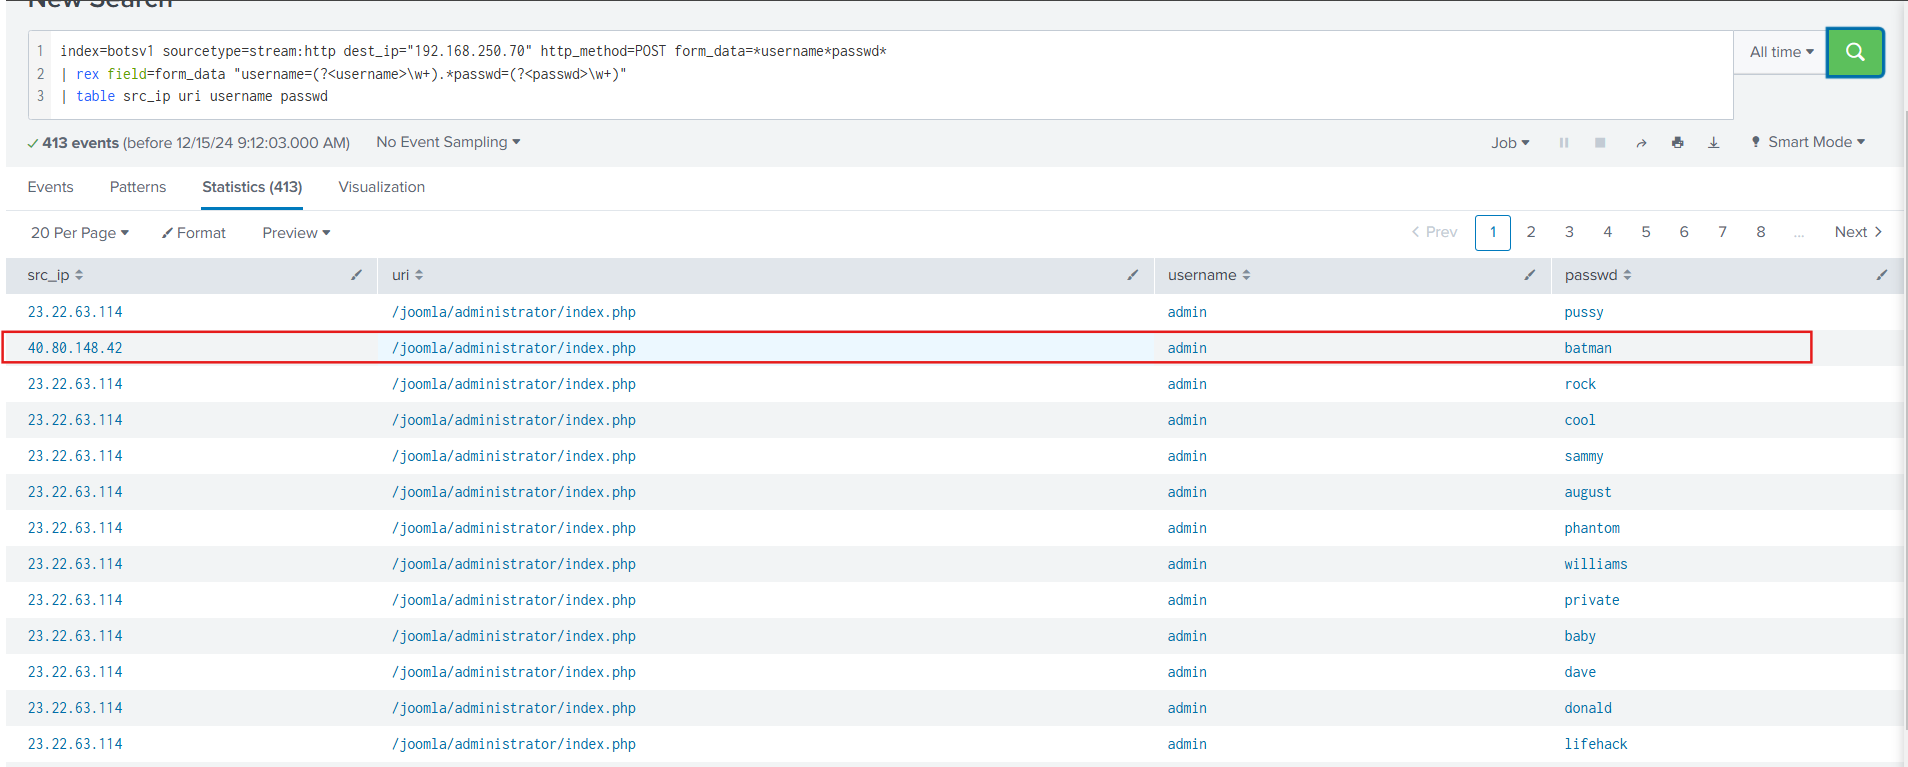 New Search
1 index=botsv1 sourcetype=stream:http dest_ip="192.168.250.70" http_method=POST form_data=*username*passwd*
2 | rex field=form_data "username=(?<username>\w+).*passwd=(?<passwd>\w+)"
3 | table src_ip uri username passwd
All time
413 events (before 12/15/24 9:12:03.000 AM) No Event Sampling Job Smart Mode
Events Patterns Statistics (413) Visualization
20 Per Page Format Preview < Prev 1 2 3 4 5 6 7 8 ... Next >
src_ip uri username passwd
23.22.63.114 /joomla/administrator/index.php admin pussy
40.80.148.42 /joomla/administrator/index.php admin batman
23.22.63.114 /joomla/administrator/index.php admin rock
23.22.63.114 /joomla/administrator/index.php admin cool
23.22.63.114 /joomla/administrator/index.php admin sammy
23.22.63.114 /joomla/administrator/index.php admin august
23.22.63.114 /joomla/administrator/index.php admin phantom
23.22.63.114 /joomla/administrator/index.php admin williams
23.22.63.114 /joomla/administrator/index.php admin private
23.22.63.114 /joomla/administrator/index.php admin baby
23.22.63.114 /joomla/administrator/index.php admin dave
23.22.63.114 /joomla/administrator/index.php admin donald
23.22.63.114 /joomla/administrator/index.php admin lifehack